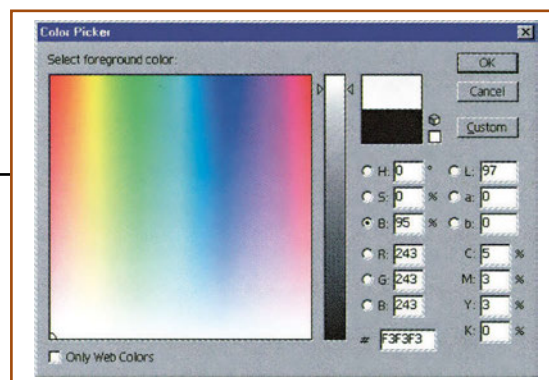 Color Picker
Select foreground color:
OK
Cancel
Custom
H: 0 °
L: 97
S: 0 %
a: 0
B: 95 %
b: 0
R: 243
C: 5 %
G: 243
M: 3 %
B: 243
Y: 3 %
# F3F3F3
K: 0 %
Only Web Colors